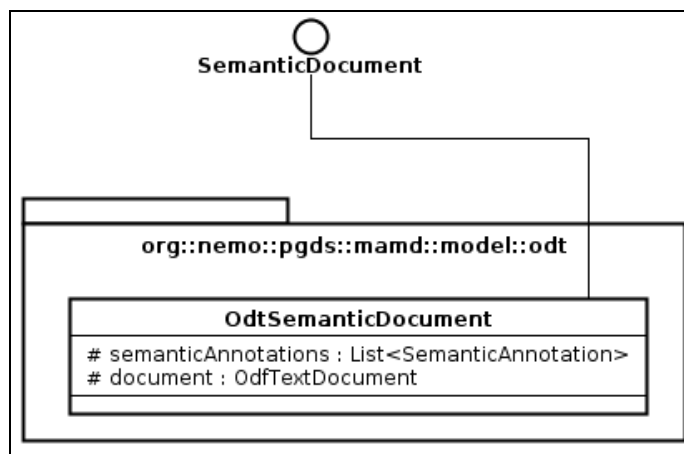 SemanticDocument
org::nemo::pgds::mamd::model::odt
OdtSemanticDocument
# semanticAnnotations : List<SemanticAnnotation>
# document : OdfTextDocument